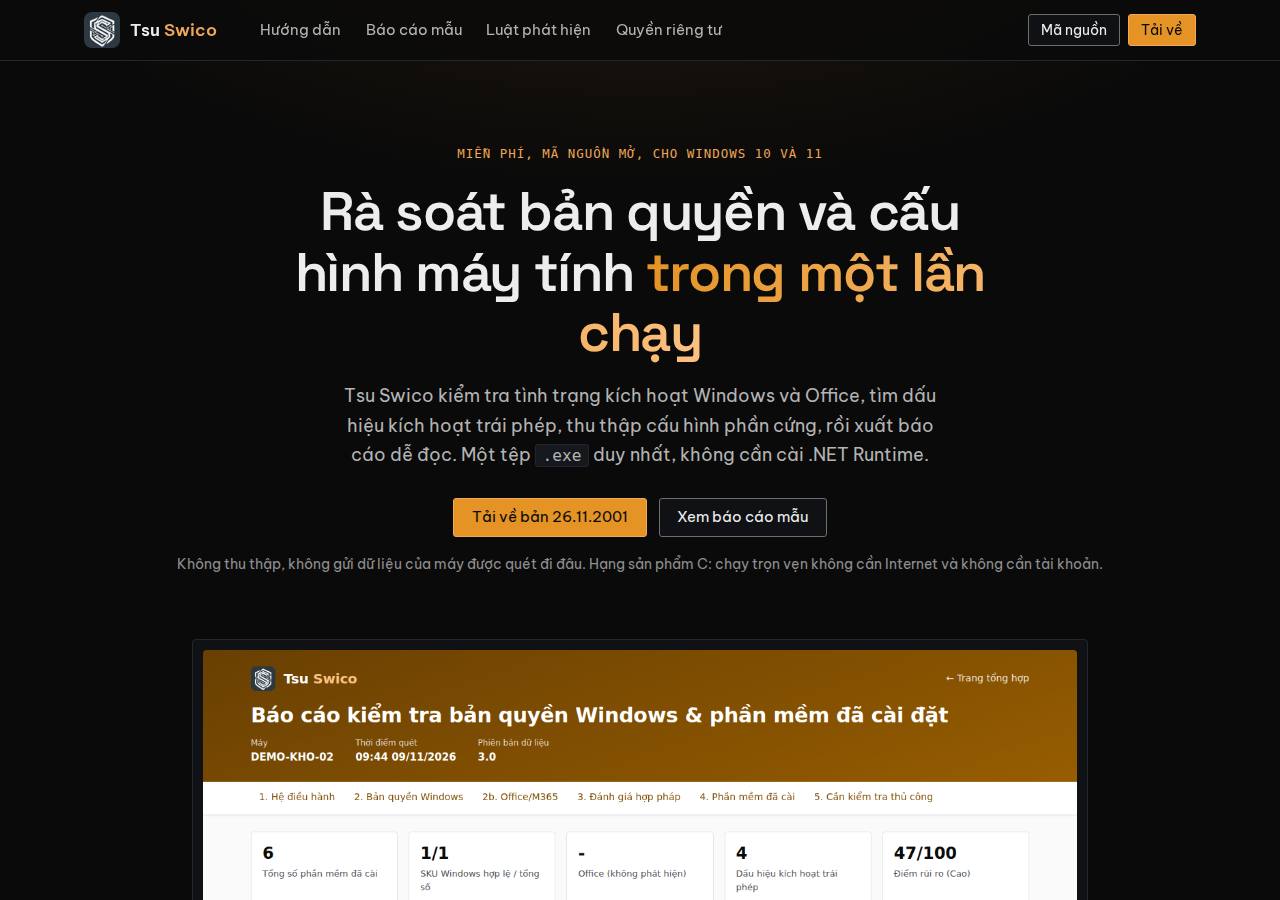 Tsu Swico
Hướng dẫn
Báo cáo mẫu
Luật phát hiện
Quyền riêng tư
Mã nguồn
Tải về
MIỄN PHÍ, MÃ NGUỒN MỞ, CHO WINDOWS 10 VÀ 11
Rà soát bản quyền và cấu
hình máy tính trong một lần
chạy
Tsu Swico kiểm tra tình trạng kích hoạt Windows và Office, tìm dấu
hiệu kích hoạt trái phép, thu thập cấu hình phần cứng, rồi xuất báo
cáo dễ đọc. Một tệp .exe duy nhất, không cần cài .NET Runtime.
Tải về bản 26.11.2001
Xem báo cáo mẫu
Không thu thập, không gửi dữ liệu của máy được quét đi đâu. Hạng sản phẩm C: chạy trọn vẹn không cần Internet và không cần tài khoản.
Tsu Swico
← Trang tổng hợp
Báo cáo kiểm tra bản quyền Windows & phần mềm đã cài đặt
Máy
Thời điểm quét
Phiên bản dữ liệu
DEMO-KHO-02
09:44 09/11/2026
3.0
1. Hệ điều hành
2. Bản quyền Windows
2b. Office/M365
3. Đánh giá hợp pháp
4. Phần mềm đã cài
5. Cần kiểm tra thủ công
6
Tổng số phần mềm đã cài
1/1
SKU Windows hợp lệ / tổng
số
-
Office (không phát hiện)
4
Dấu hiệu kích hoạt trái
phép
47/100
Điểm rủi ro (Cao)